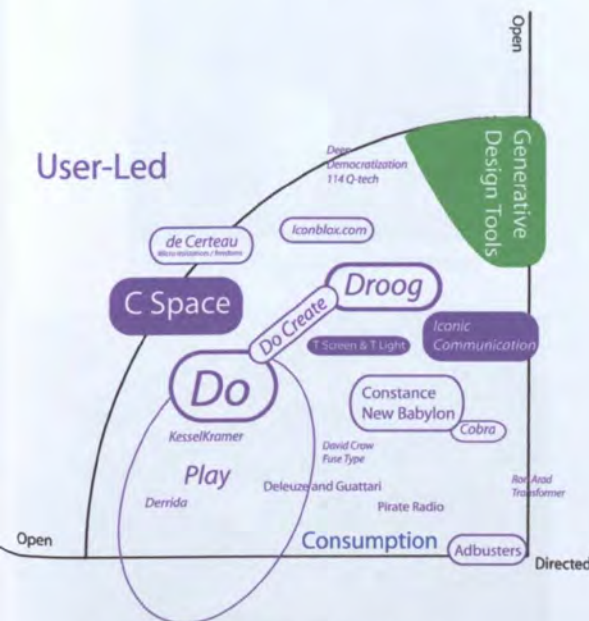 Open
Generative
Design Tools
User-Led
Deep
Democratization
114 Q-tech
de Certeau
Iconblox.com
C Space
Droog
Do Create
T Screen & T Light
Iconic
Communication
Do
Constance
New Babylon
Cobra
KesselKramer
David Crow
Fuse Type
Play
Deleuze and Guattari
Ron Arad
Transformer
Derrida
Pirate Radio
Open
Consumption
Adbusters
Directed